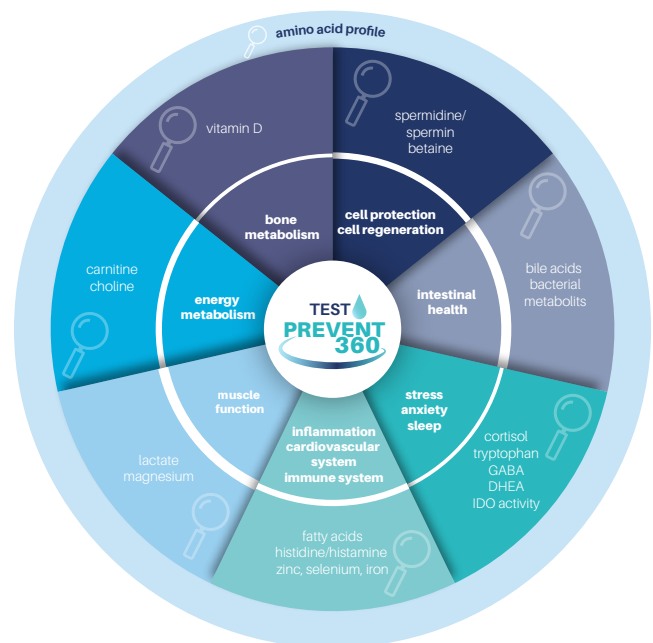 amino acid profile
vitamin D
spermidine/
spermin
betaine
bone
metabolism
cell protection
cell regeneration
carnitine
choline
energy
metabolism
TEST
PREVENT
360
intestinal
health
bile acids
bacterial
metabolits
muscle
function
stress
anxiety
sleep
inflammation
cardiovascular
system
immune system
lactate
magnesium
cortisol
tryptophan
GABA
DHEA
IDO activity
fatty acids
histidine/histamine
zinc, selenium, iron